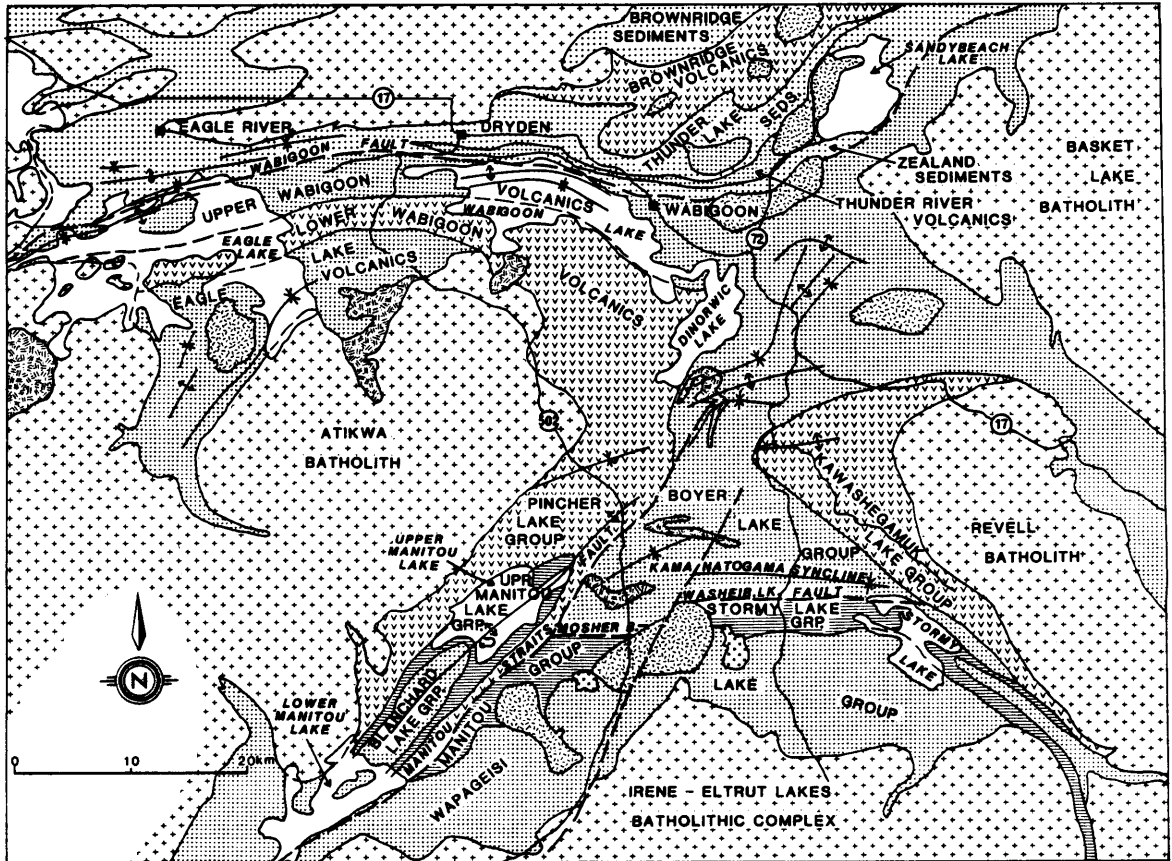 BROWNRIDGE
SEDIMENTS
SANDYBEACH
LAKE
BROWNRIDGE
VOLCANICS
17
EAGLE RIVER
DRYDEN
THUNDER
LAKE
SEDS.
WABIGOON FAULT
ZEALAND
SEDIMENTS
BASKET
LAKE
BATHOLITH
UPPER WABIGOON VOLCANICS
WABIGOON
THUNDER RIVER
VOLCANICS
LOWER WABIGOON
VOLCANICS
WABIGOON
LAKE
72
EAGLE
LAKE
EAGLE LAKE
VOLCANICS
DINORWIC
LAKE
ATIKWA
BATHOLITH
502
17
PINCHER
LAKE
GROUP
BOYER
LAKE
GROUP
KAWASHEGAMUK
LAKE GROUP
REVELL
BATHOLITH
UPPER
MANITOU
LAKE
UPR
MANITOU
LAKE
GRP.
KAMANATOGAMA SYNCLINE
WASHEIB LK. FAULT
STORMY LAKE
GRP
STORMY
LAKE
MANITOU STRAITS FAULT
MOSHER B.
BLANCHARD
LAKE GRP.
MANITOU GROUP
N
LOWER
MANITOU
LAKE
WAPAGEISI
LAKE
GROUP
0 10 20km
IRENE - ELTRUT LAKES
BATHOLITHIC COMPLEX